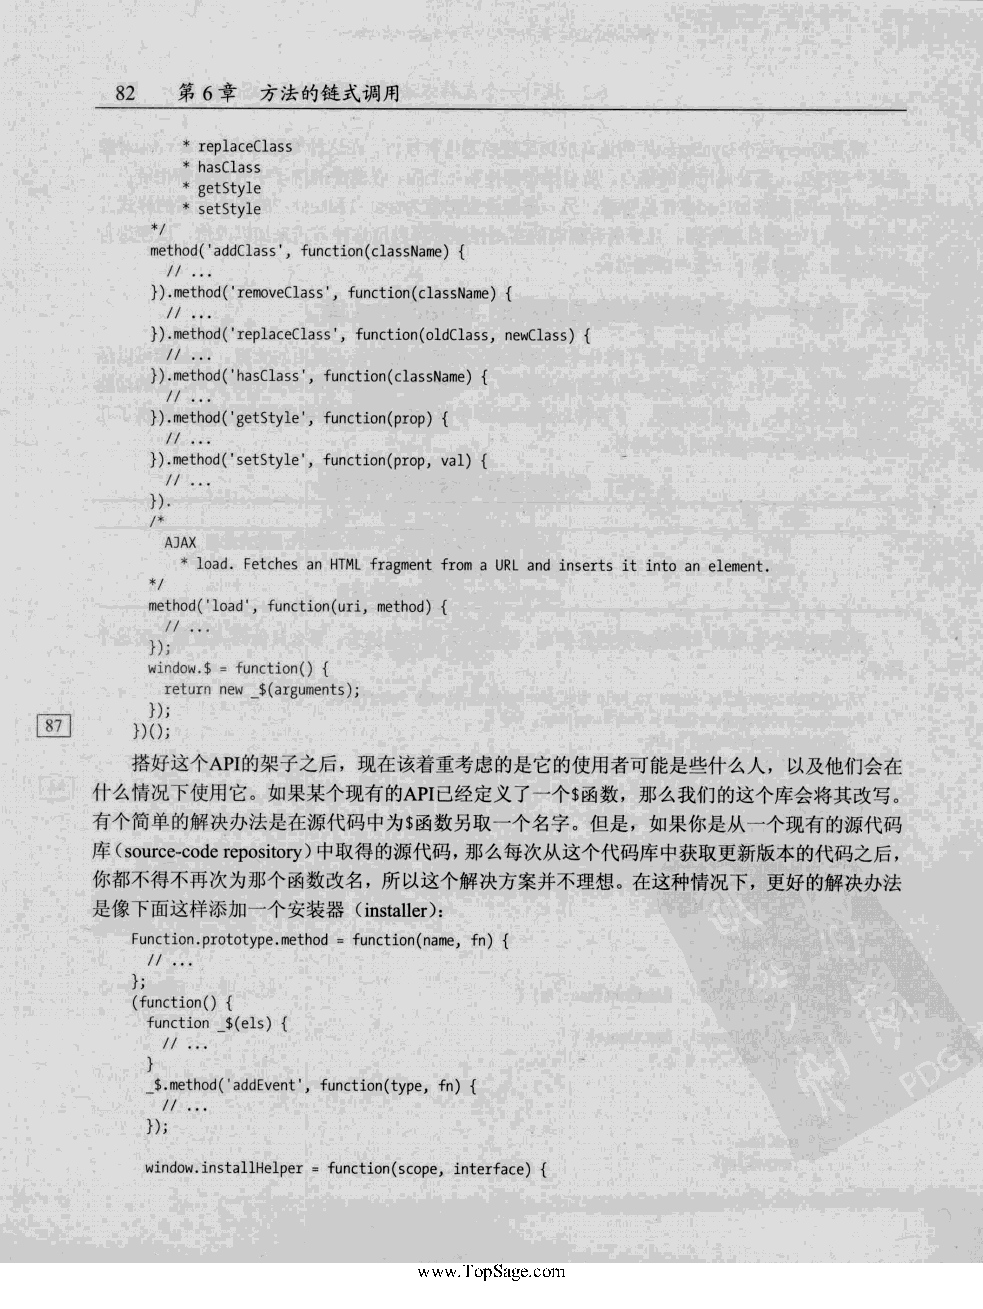 82 第 6 章 方法的链式调用
* replaceClass
* hasClass
* getStyle
* setStyle
*/
method('addClass', function(className) {
// ...
}).method('removeClass', function(className) {
// ...
}).method('replaceClass', function(oldClass, newClass) {
// ...
}).method('hasClass', function(className) {
// ...
}).method('getStyle', function(prop) {
// ...
}).method('setStyle', function(prop, val) {
// ...
}).
/*
AJAX
* load. Fetches an HTML fragment from a URL and inserts it into an element.
*/
method('load', function(uri, method) {
// ...
});
window.$ = function() {
return new _$(arguments);
});
87
})();
搭好这个API的架子之后，现在该着重考虑的是它的使用者可能是些什么人，以及他们会在
什么情况下使用它。如果某个现有的API已经定义了一个$函数，那么我们的这个库会将其改写。
有个简单的解决办法是在源代码中为$函数另取一个名字。但是，如果你是从一个现有的源代码
库（source-code repository）中取得的源代码，那么每次从这个代码库中获取更新版本的代码之后，
你都不得不再次为那个函数改名，所以这个解决方案并不理想。在这种情况下，更好的解决办法
是像下面这样添加一个安装器（installer）：
Function.prototype.method = function(name, fn) {
// ...
};
(function() {
function _$(els) {
// ...
}
_$.method('addEvent', function(type, fn) {
// ...
});
window.installHelper = function(scope, interface) {
PDG
www.TopSage.com